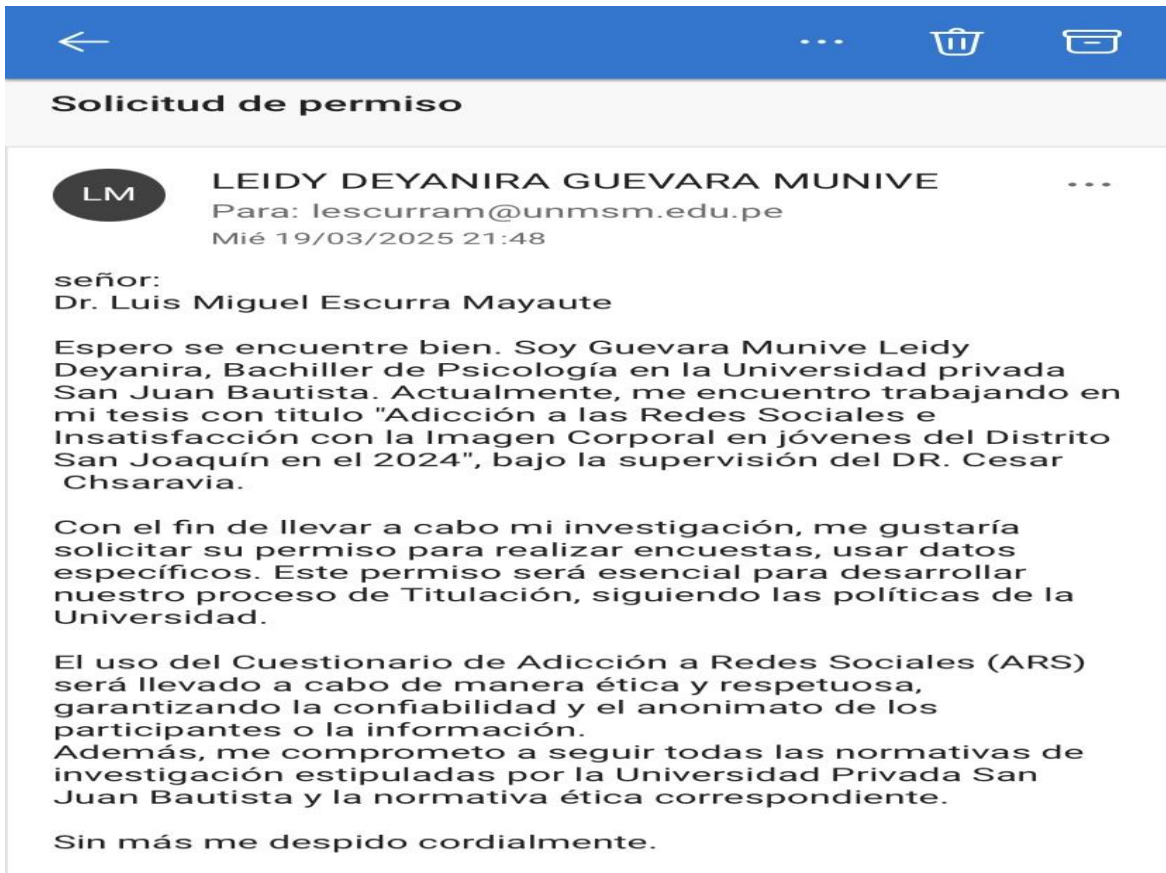 Solicitud de permiso
LM
LEIDY DEYANIRA GUEVARA MUNIVE
Para: lescurram@unmsm.edu.pe
Mié 19/03/2025 21:48
señor:
Dr. Luis Miguel Escurra Mayaute
Espero se encuentre bien. Soy Guevara Munive Leidy
Deyanira, Bachiller de Psicología en la Universidad privada
San Juan Bautista. Actualmente, me encuentro trabajando en
mi tesis con titulo "Adicción a las Redes Sociales e
Insatisfacción con la Imagen Corporal en jóvenes del Distrito
San Joaquín en el 2024", bajo la supervisión del DR. Cesar
Chsaravia.
Con el fin de llevar a cabo mi investigación, me gustaría
solicitar su permiso para realizar encuestas, usar datos
específicos. Este permiso será esencial para desarrollar
nuestro proceso de Titulación, siguiendo las políticas de la
Universidad.
El uso del Cuestionario de Adicción a Redes Sociales (ARS)
será llevado a cabo de manera ética y respetuosa,
garantizando la confiabilidad y el anonimato de los
participantes o la información.
Además, me comprometo a seguir todas las normativas de
investigación estipuladas por la Universidad Privada San
Juan Bautista y la normativa ética correspondiente.
Sin más me despido cordialmente.